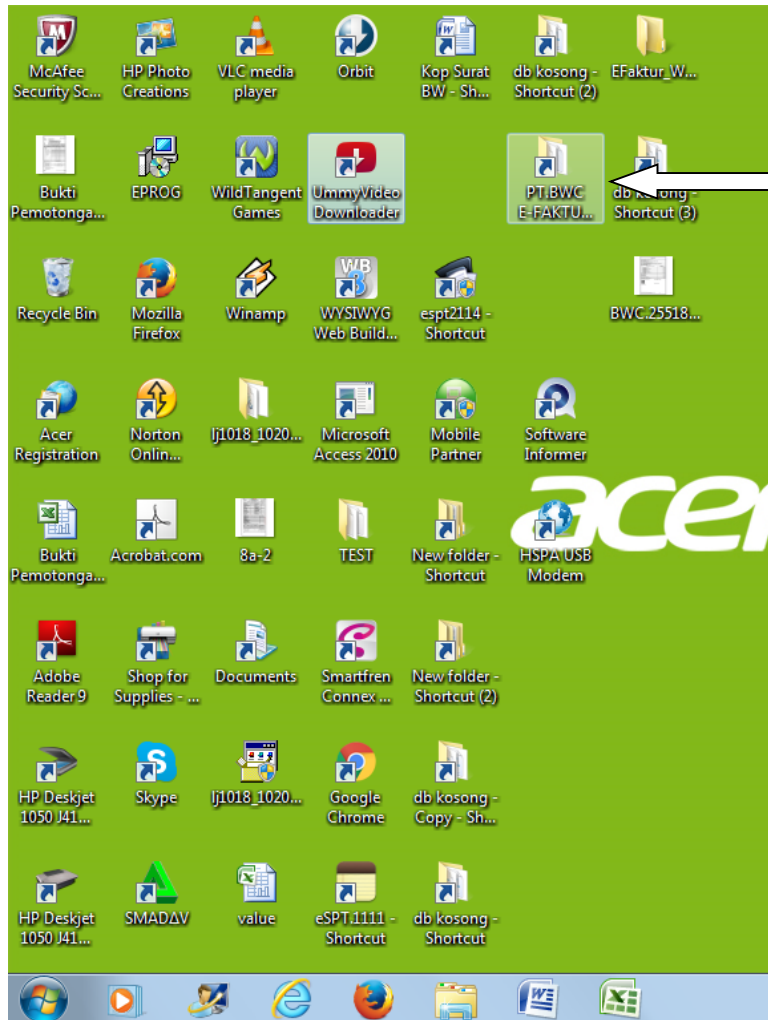 McAfee
Security Sc...
HP Photo
Creations
VLC media
player
Orbit
Kop Surat
BW - Sh...
db kosong -
Shortcut (2)
EFaktur_W...
Bukti
Pemotonga...
EPROG
WildTangent
Games
UmmyVideo
Downloader
PT.BWC
E-FAKTU...
db kosong -
Shortcut (3)
Recycle Bin
Mozilla
Firefox
Winamp
WB
3
WYSIWYG
Web Build...
espt2114 -
Shortcut
BWC.25518...
Acer
Registration
Norton
Onlin...
lj1018_1020...
Microsoft
Access 2010
Mobile
Partner
Software
Informer
acer
Bukti
Pemotonga...
Acrobat.com
8a-2
TEST
New folder -
Shortcut
HSPA USB
Modem
Adobe
Reader 9
Shop for
Supplies - ...
Documents
Smartfren
Connex ...
New folder -
Shortcut (2)
HP Deskjet
1050 J41...
Skype
lj1018_1020...
Google
Chrome
db kosong -
Copy - Sh...
HP Deskjet
1050 J41...
SMADΔV
value
eSPT.1111 -
Shortcut
db kosong -
Shortcut